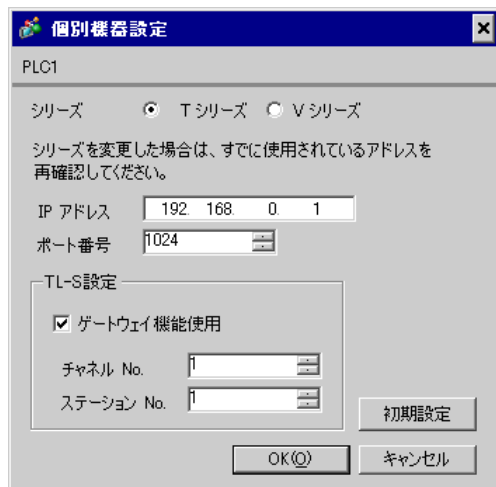 個別機器設定
PLC1
シリーズ Tシリーズ Vシリーズ
シリーズを変更した場合は、すでに使用されているアドレスを
再確認してください。
IP アドレス 192. 168. 0. 1
ポート番号 1024
TL-S設定
ゲートウェイ機能使用
チャネル No. 1
ステーション No. 1
初期設定
OK(O) キャンセル